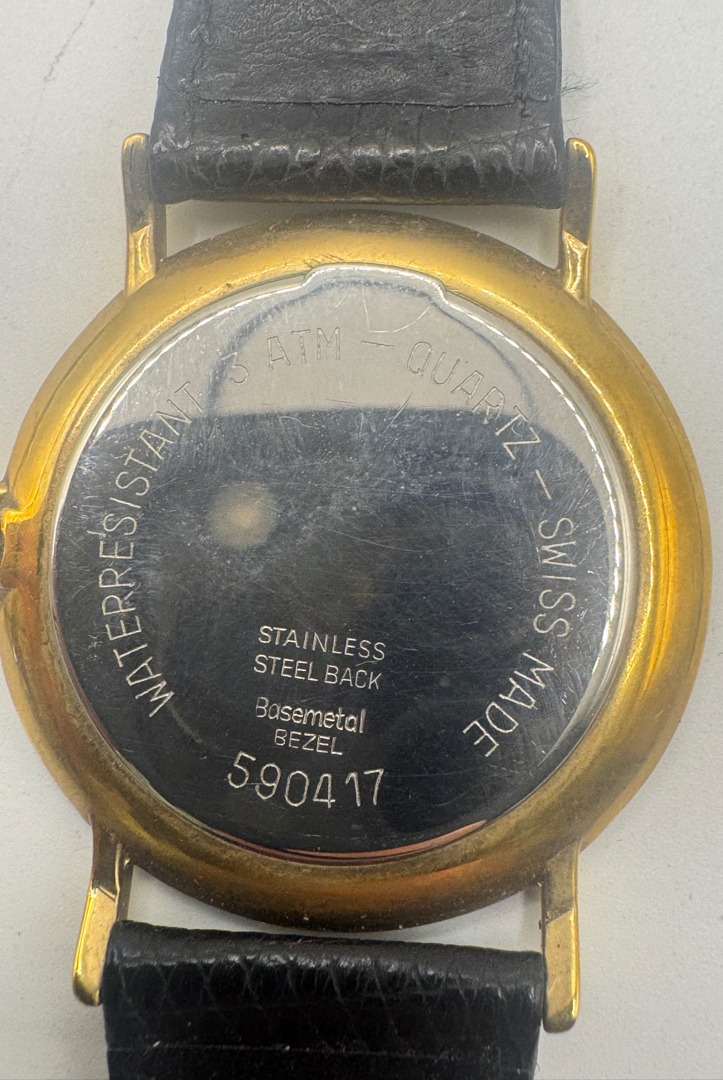 WATERRESISTANT 3 ATM — QUARTZ — SWISS MADE
STAINLESS
STEEL BACK
Basemetal
BEZEL
590417